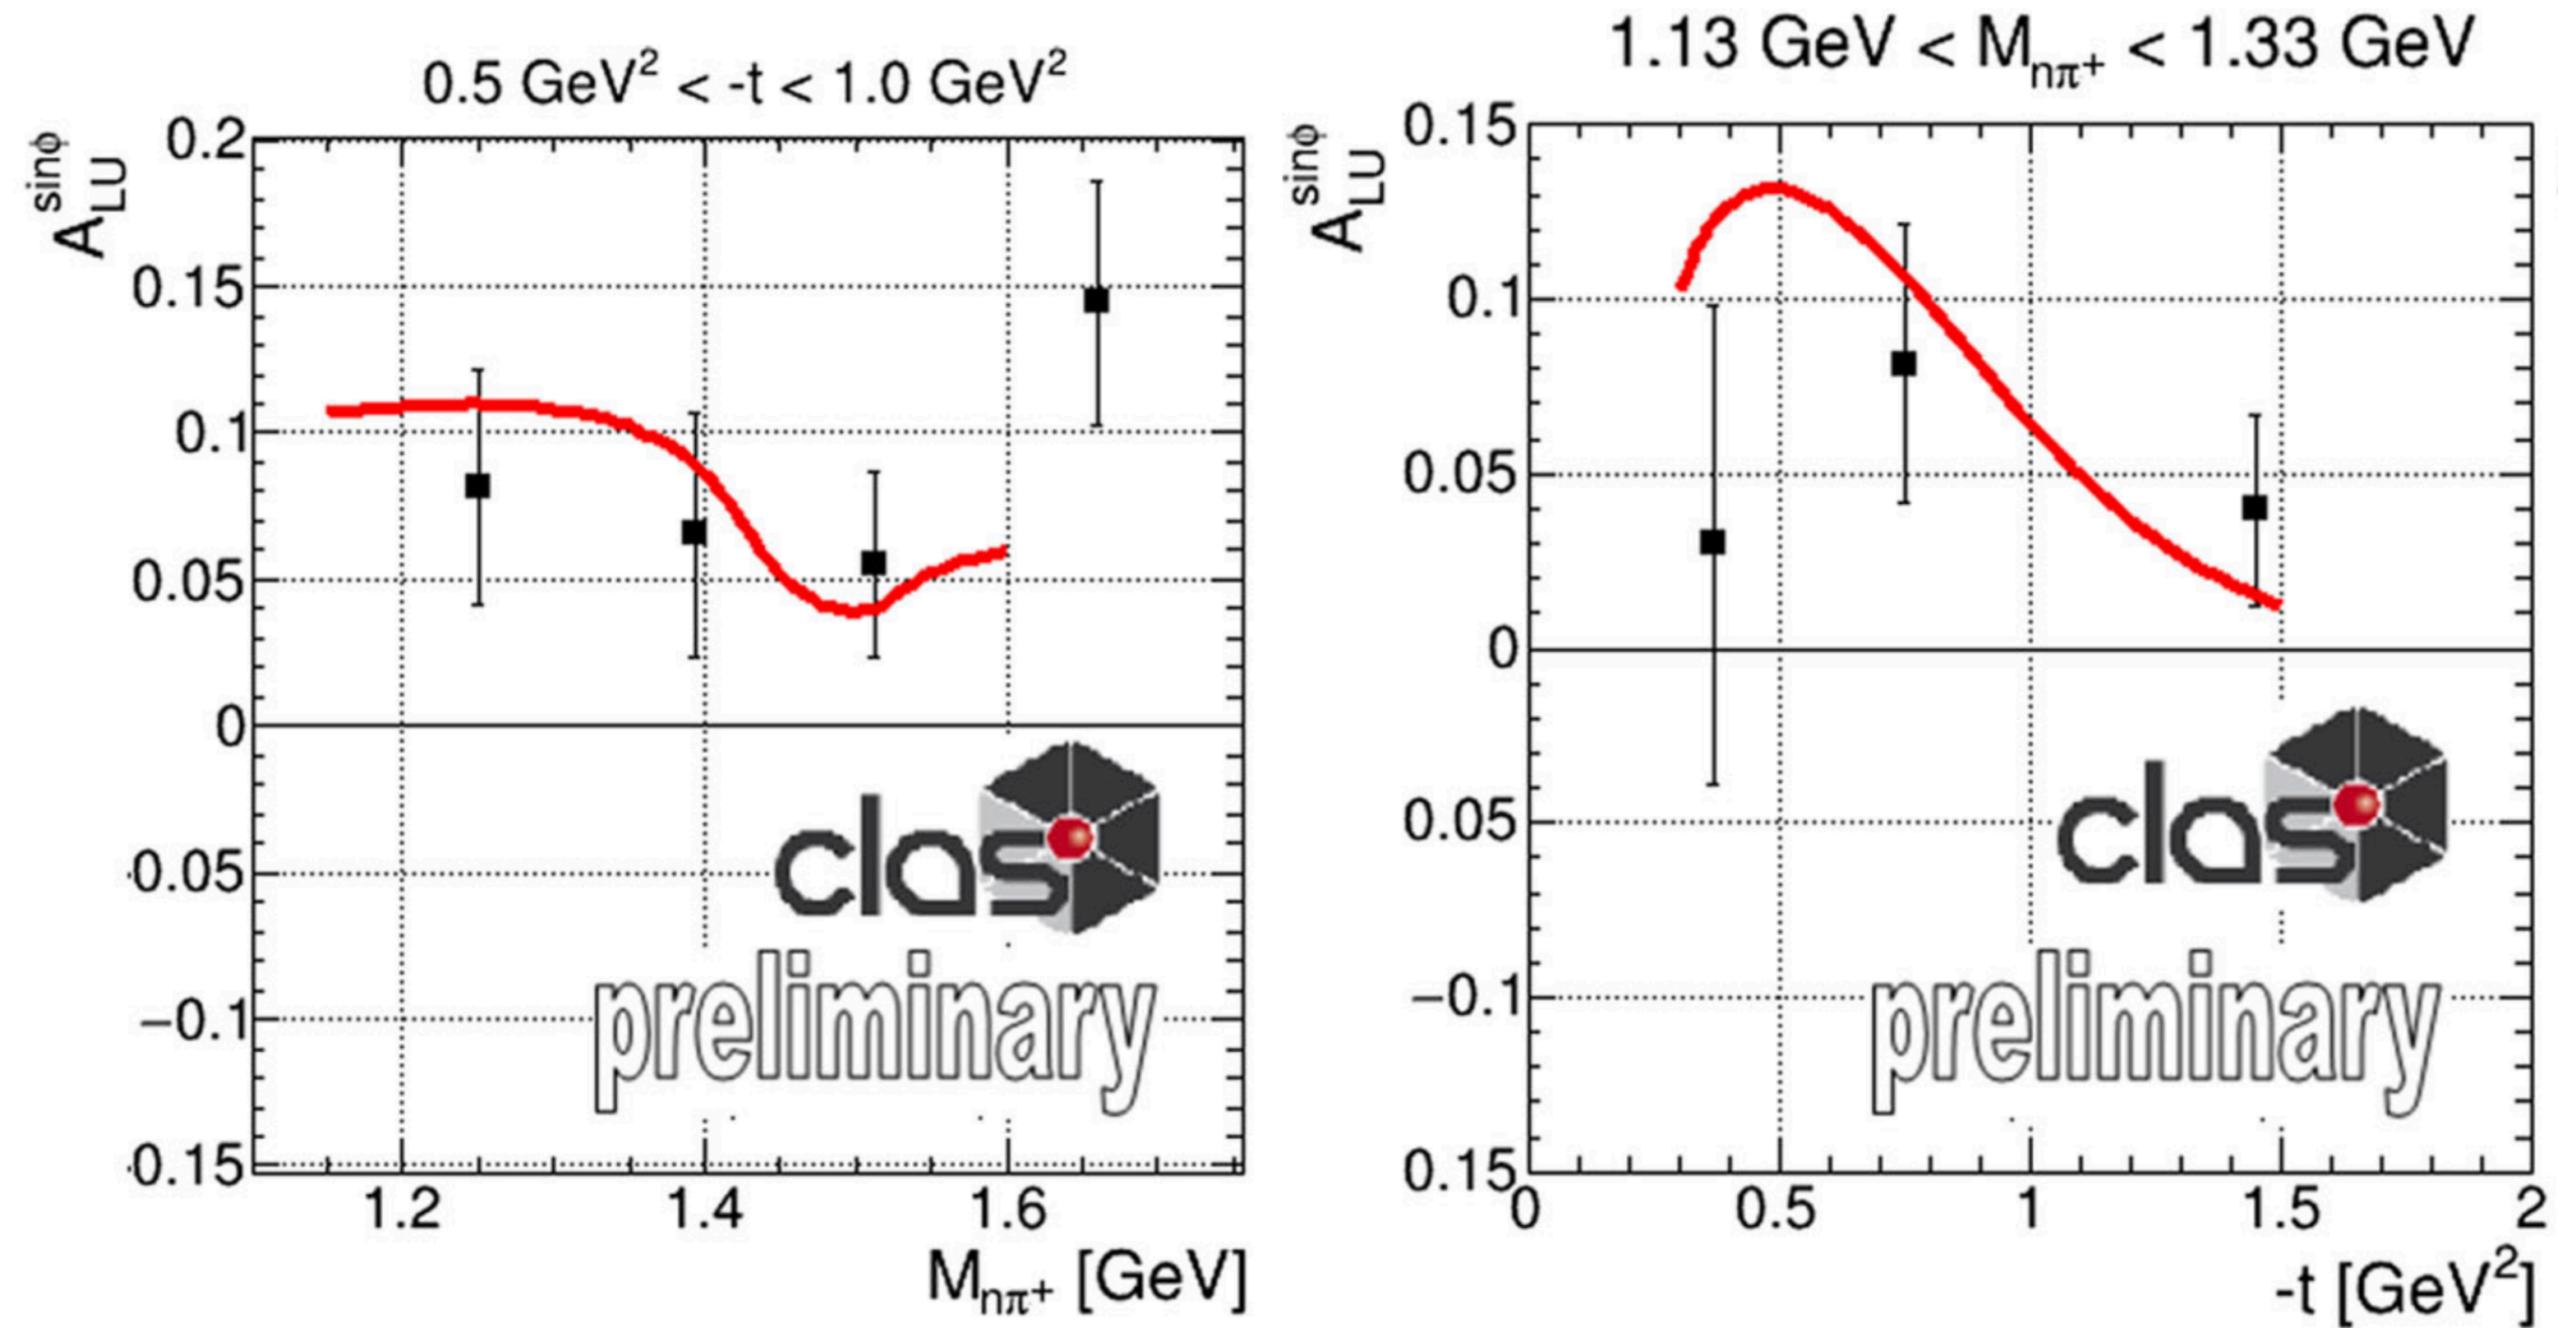 0.5 GeV² < -t < 1.0 GeV²
A_LU^sinϕ
0.2
0.15
0.1
0.05
0
0.05
−0.1
0.15
clas
preliminary
1.2 1.4 1.6
M_nπ⁺ [GeV]
1.13 GeV < M_nπ⁺ < 1.33 GeV
A_LU^sinϕ
0.15
0.1
0.05
0
0.05
−0.1
0.15
clas
preliminary
0 0.5 1 1.5 2
-t [GeV²]